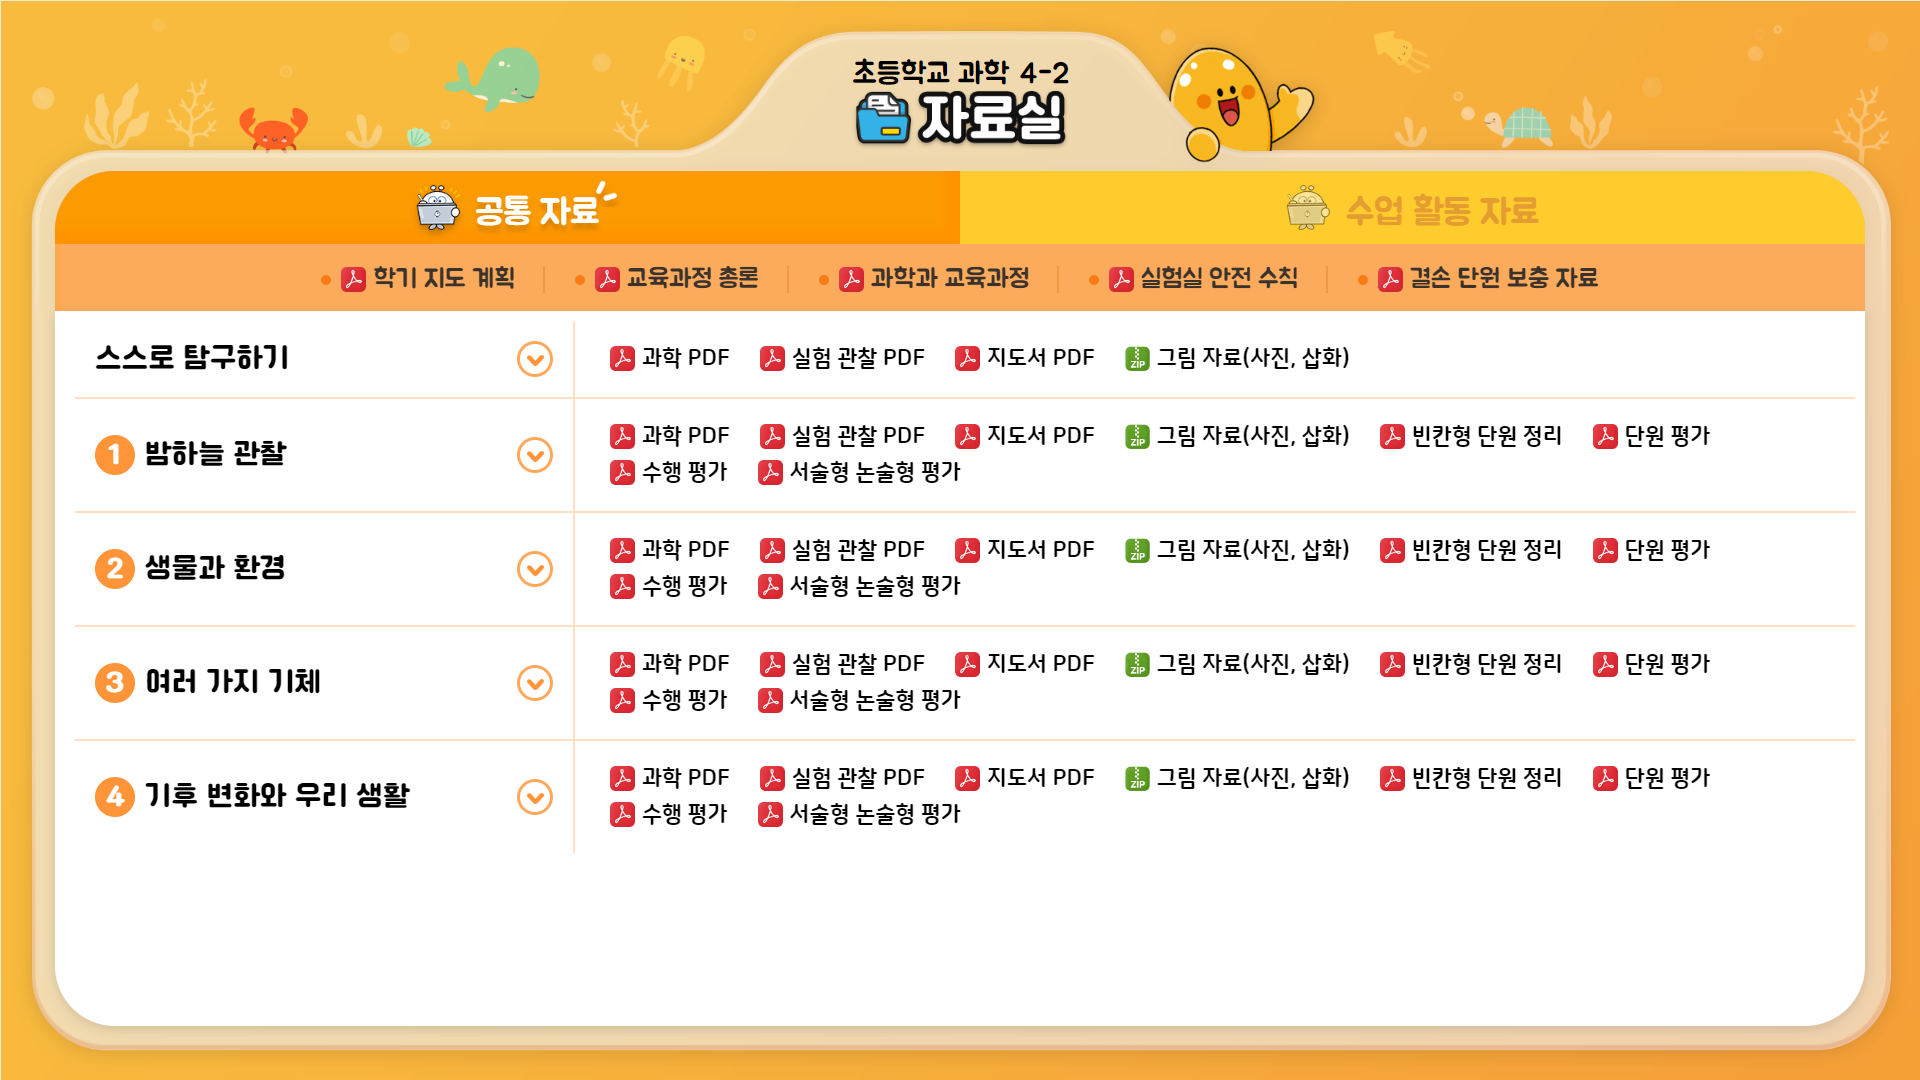 초등학교 과학 4-2
자료실
공통 자료
수업 활동 자료
학기 지도 계획
교육과정 총론
과학과 교육과정
실험실 안전 수칙
결손 단원 보충 자료
스스로 탐구하기
과학 PDF 실험 관찰 PDF 지도서 PDF ZIP 그림 자료(사진, 삽화)
1 밤하늘 관찰
과학 PDF 실험 관찰 PDF 지도서 PDF ZIP 그림 자료(사진, 삽화) 빈칸형 단원 정리 단원 평가
수행 평가 서술형 논술형 평가
2 생물과 환경
과학 PDF 실험 관찰 PDF 지도서 PDF ZIP 그림 자료(사진, 삽화) 빈칸형 단원 정리 단원 평가
수행 평가 서술형 논술형 평가
3 여러 가지 기체
과학 PDF 실험 관찰 PDF 지도서 PDF ZIP 그림 자료(사진, 삽화) 빈칸형 단원 정리 단원 평가
수행 평가 서술형 논술형 평가
4 기후 변화와 우리 생활
과학 PDF 실험 관찰 PDF 지도서 PDF ZIP 그림 자료(사진, 삽화) 빈칸형 단원 정리 단원 평가
수행 평가 서술형 논술형 평가